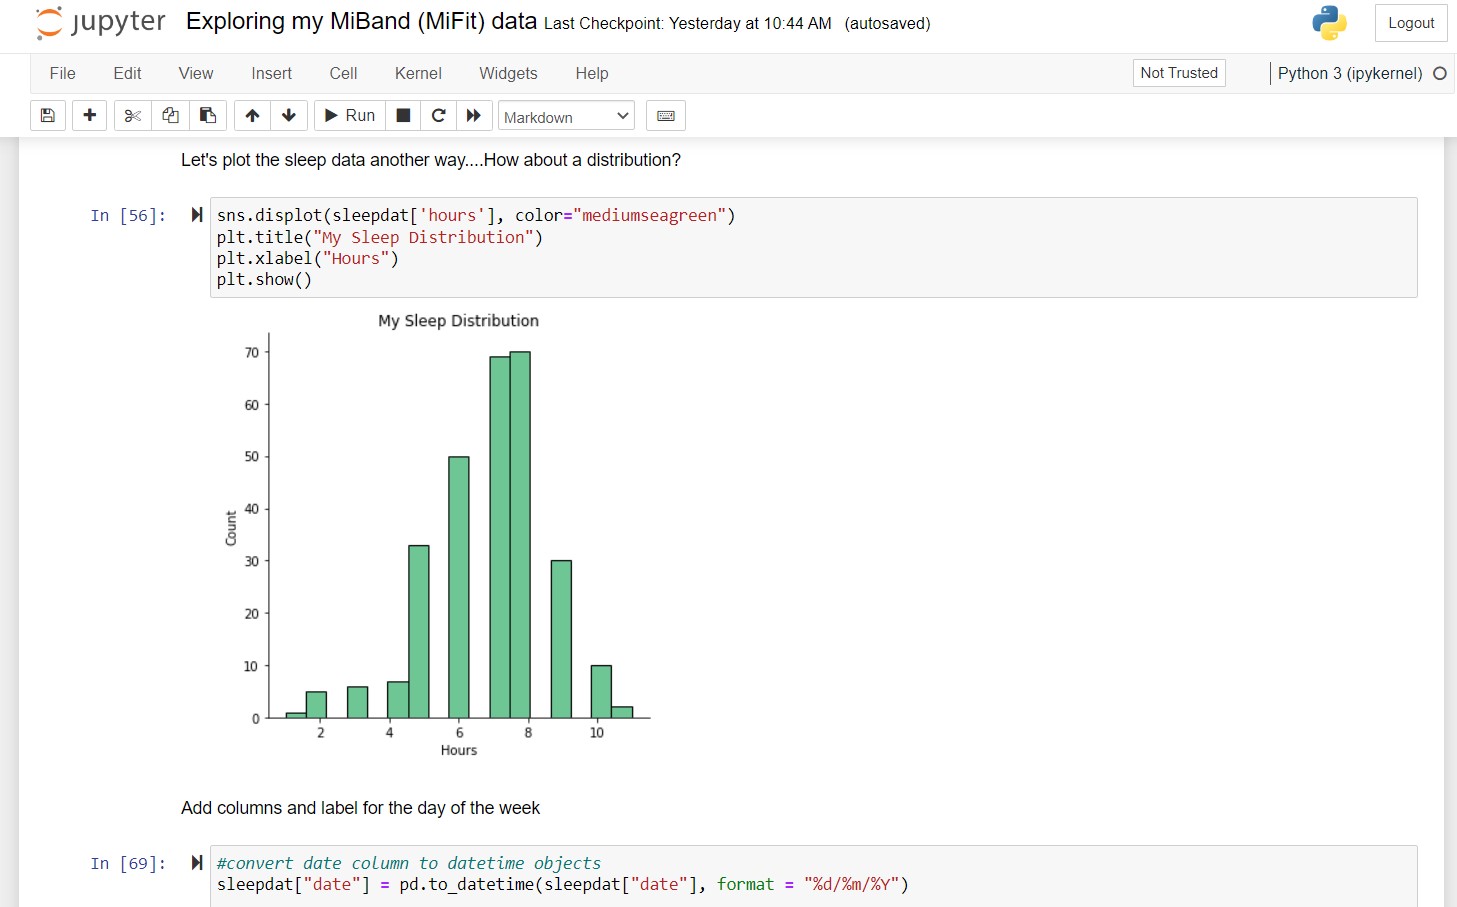 jupyter Exploring my MiBand (MiFit) data Last Checkpoint: Yesterday at 10:44 AM (autosaved) Logout
File Edit View Insert Cell Kernel Widgets Help Not Trusted Python 3 (ipykernel)
Run Markdown
Let's plot the sleep data another way....How about a distribution?
In [56]: sns.displot(sleepdat['hours'], color="mediumseagreen")
plt.title("My Sleep Distribution")
plt.xlabel("Hours")
plt.show()
My Sleep Distribution
70
60
50
40
30
20
10
0
Count
2 4 6 8 10
Hours
Add columns and label for the day of the week
In [69]: #convert date column to datetime objects
sleepdat["date"] = pd.to_datetime(sleepdat["date"], format = "%d/%m/%Y")